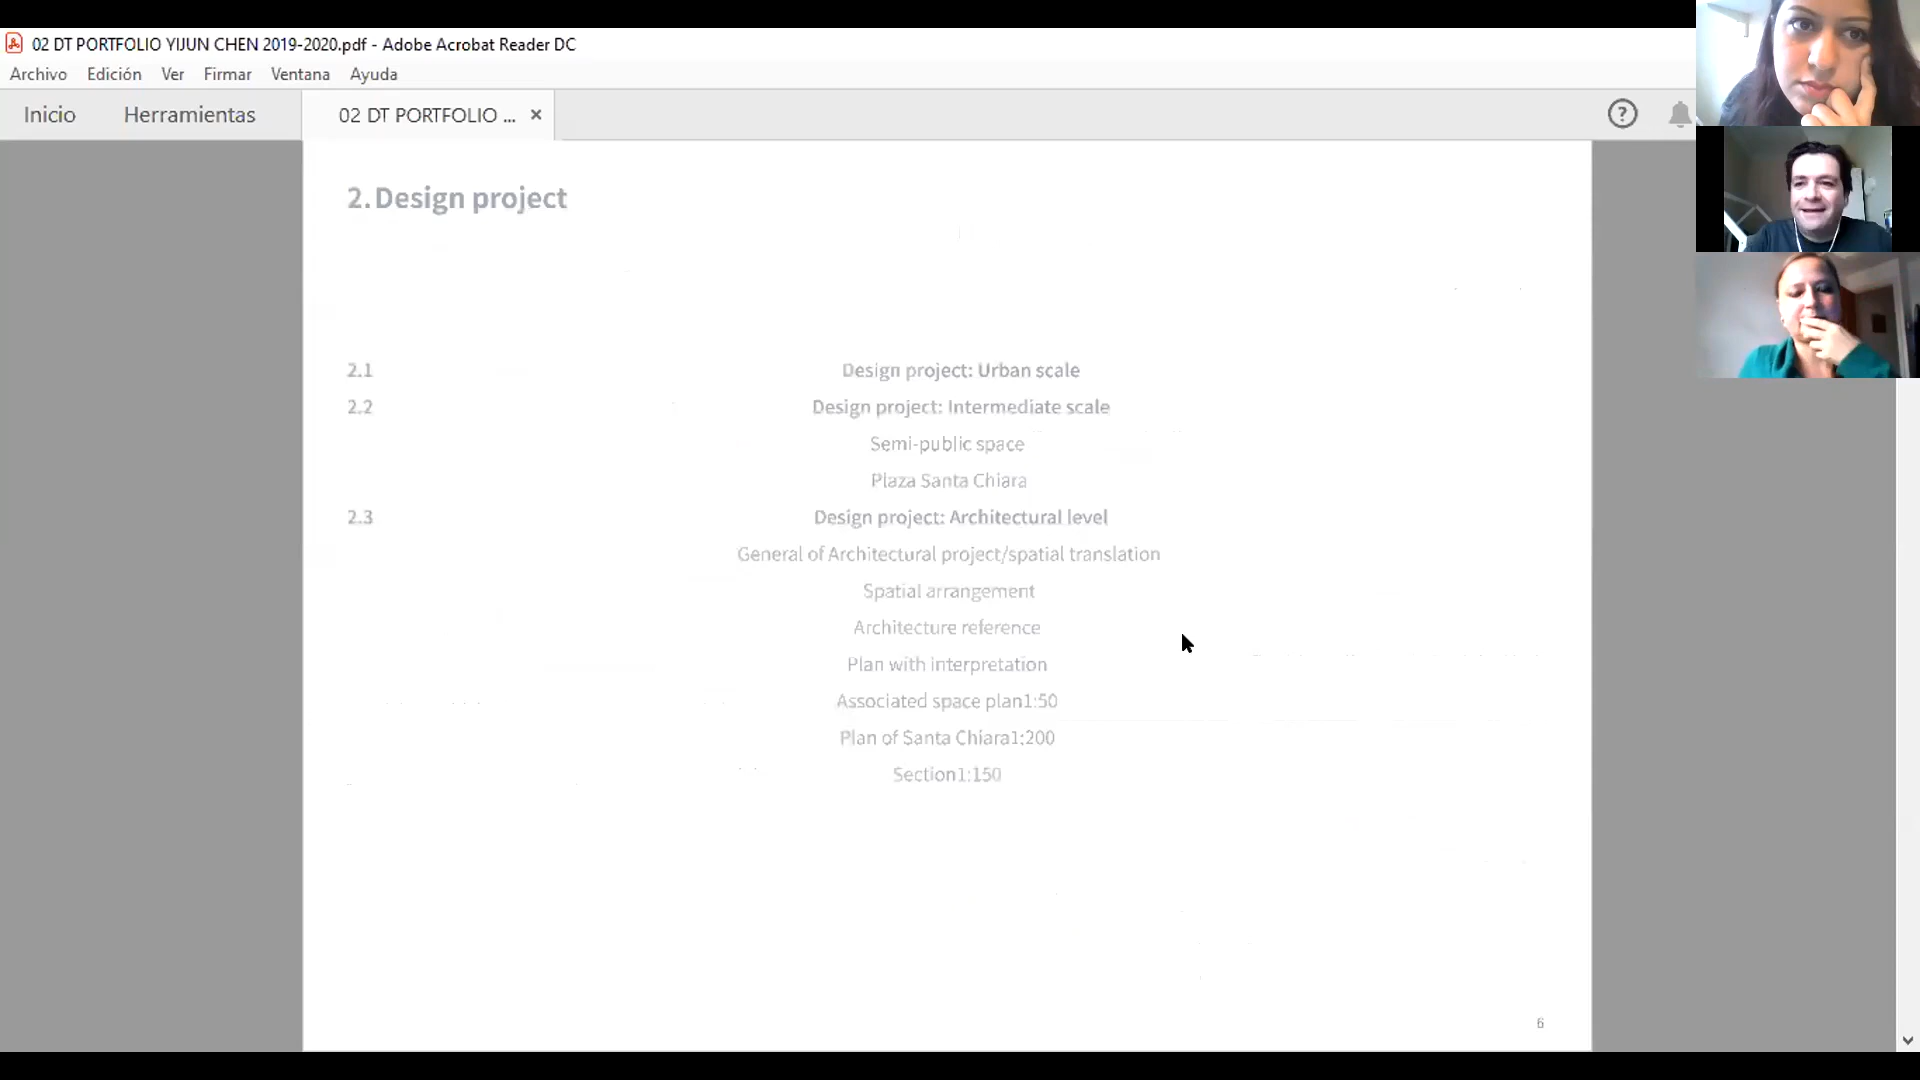 02 DT PORTFOLIO YIJUN CHEN 2019-2020.pdf - Adobe Acrobat Reader DC
Archivo Edición Ver Firmar Ventana Ayuda
Inicio Herramientas 02 DT PORTFOLIO ... × ?
2. Design project
2.1 Design project: Urban scale
2.2 Design project: Intermediate scale
Semi-public space
Plaza Santa Chiara
2.3 Design project: Architectural level
General of Architectural project/spatial translation
Spatial arrangement
Architecture reference
Plan with interpretation
Associated space plan1:50
Plan of Santa Chiara1:200
Section1:150
6